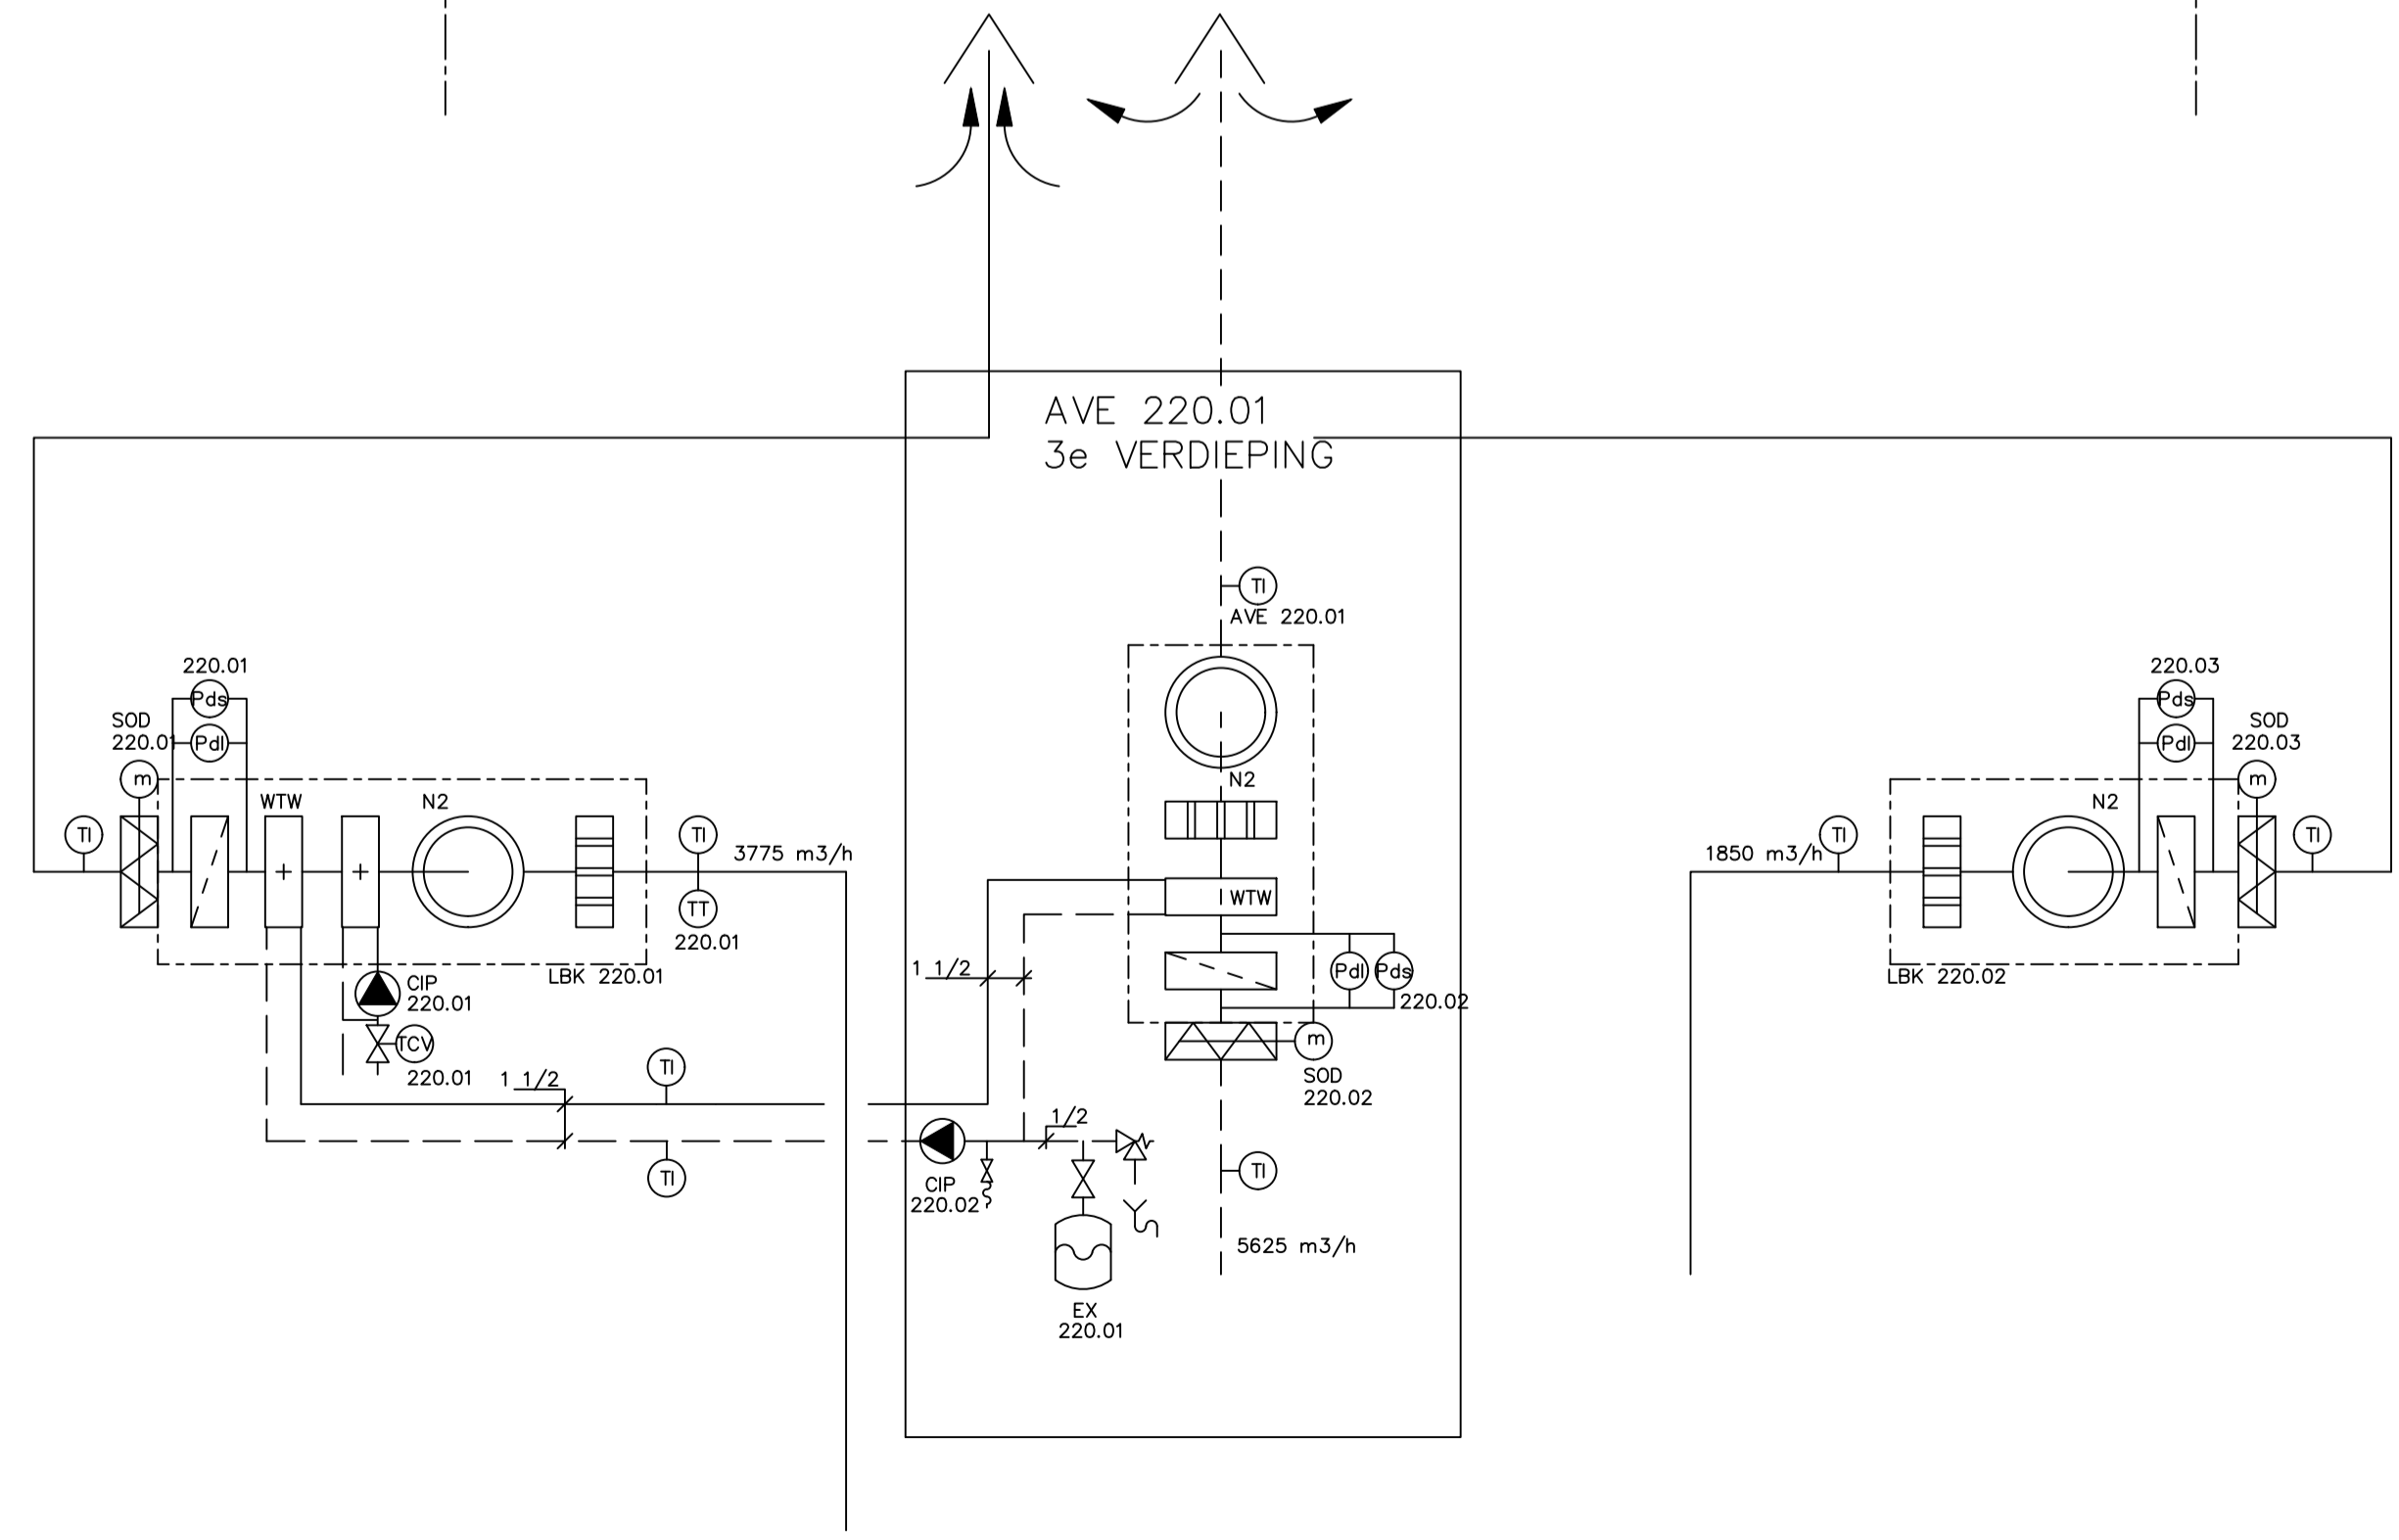 AVE 220.01
3e VERDIEPING
TI
AVE 220.01
220.01
Pds
Pdl
SOD
220.01
m
WTW
N2
TI
TI
3775 m3/h
TT
220.01
LBK 220.01
CIP
220.01
TCV
220.01
1 1/2
TI
TI
N2
WTW
1 1/2
Pdl
Pds
220.02
m
SOD
220.02
1/2
CIP
220.02
TI
5625 m3/h
EX
220.01
220.03
Pds
Pdl
SOD
220.03
m
N2
1850 m3/h
TI
TI
LBK 220.02